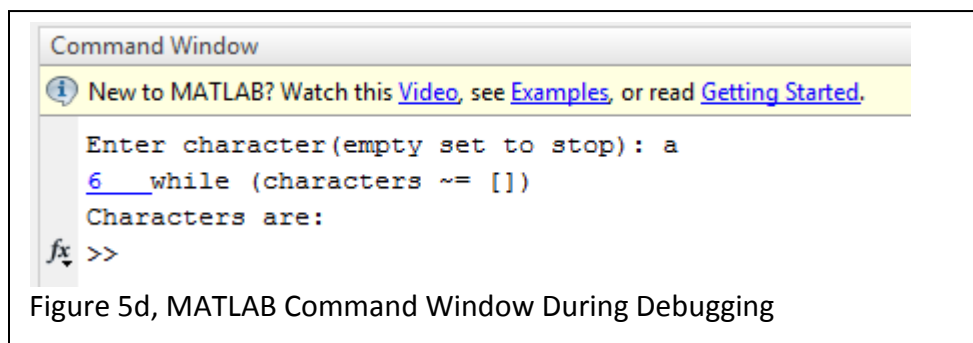 Command Window
New to MATLAB? Watch this Video, see Examples, or read Getting Started.
Enter character(empty set to stop): a
6   while (characters ~= [])
Characters are:
fx >>
Figure 5d, MATLAB Command Window During Debugging